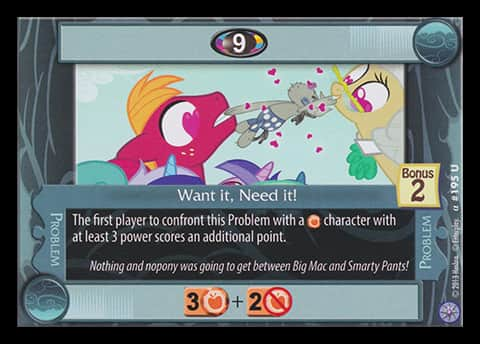 9
Want it, Need it!
Bonus
2
The first player to confront this Problem with a character with
at least 3 power scores an additional point.
Nothing and nopony was going to get between Big Mac and Smarty Pants!
PROBLEM
PROBLEM
3 + 2
α #195 U
© 2013 Hasbro. © Enterplay.